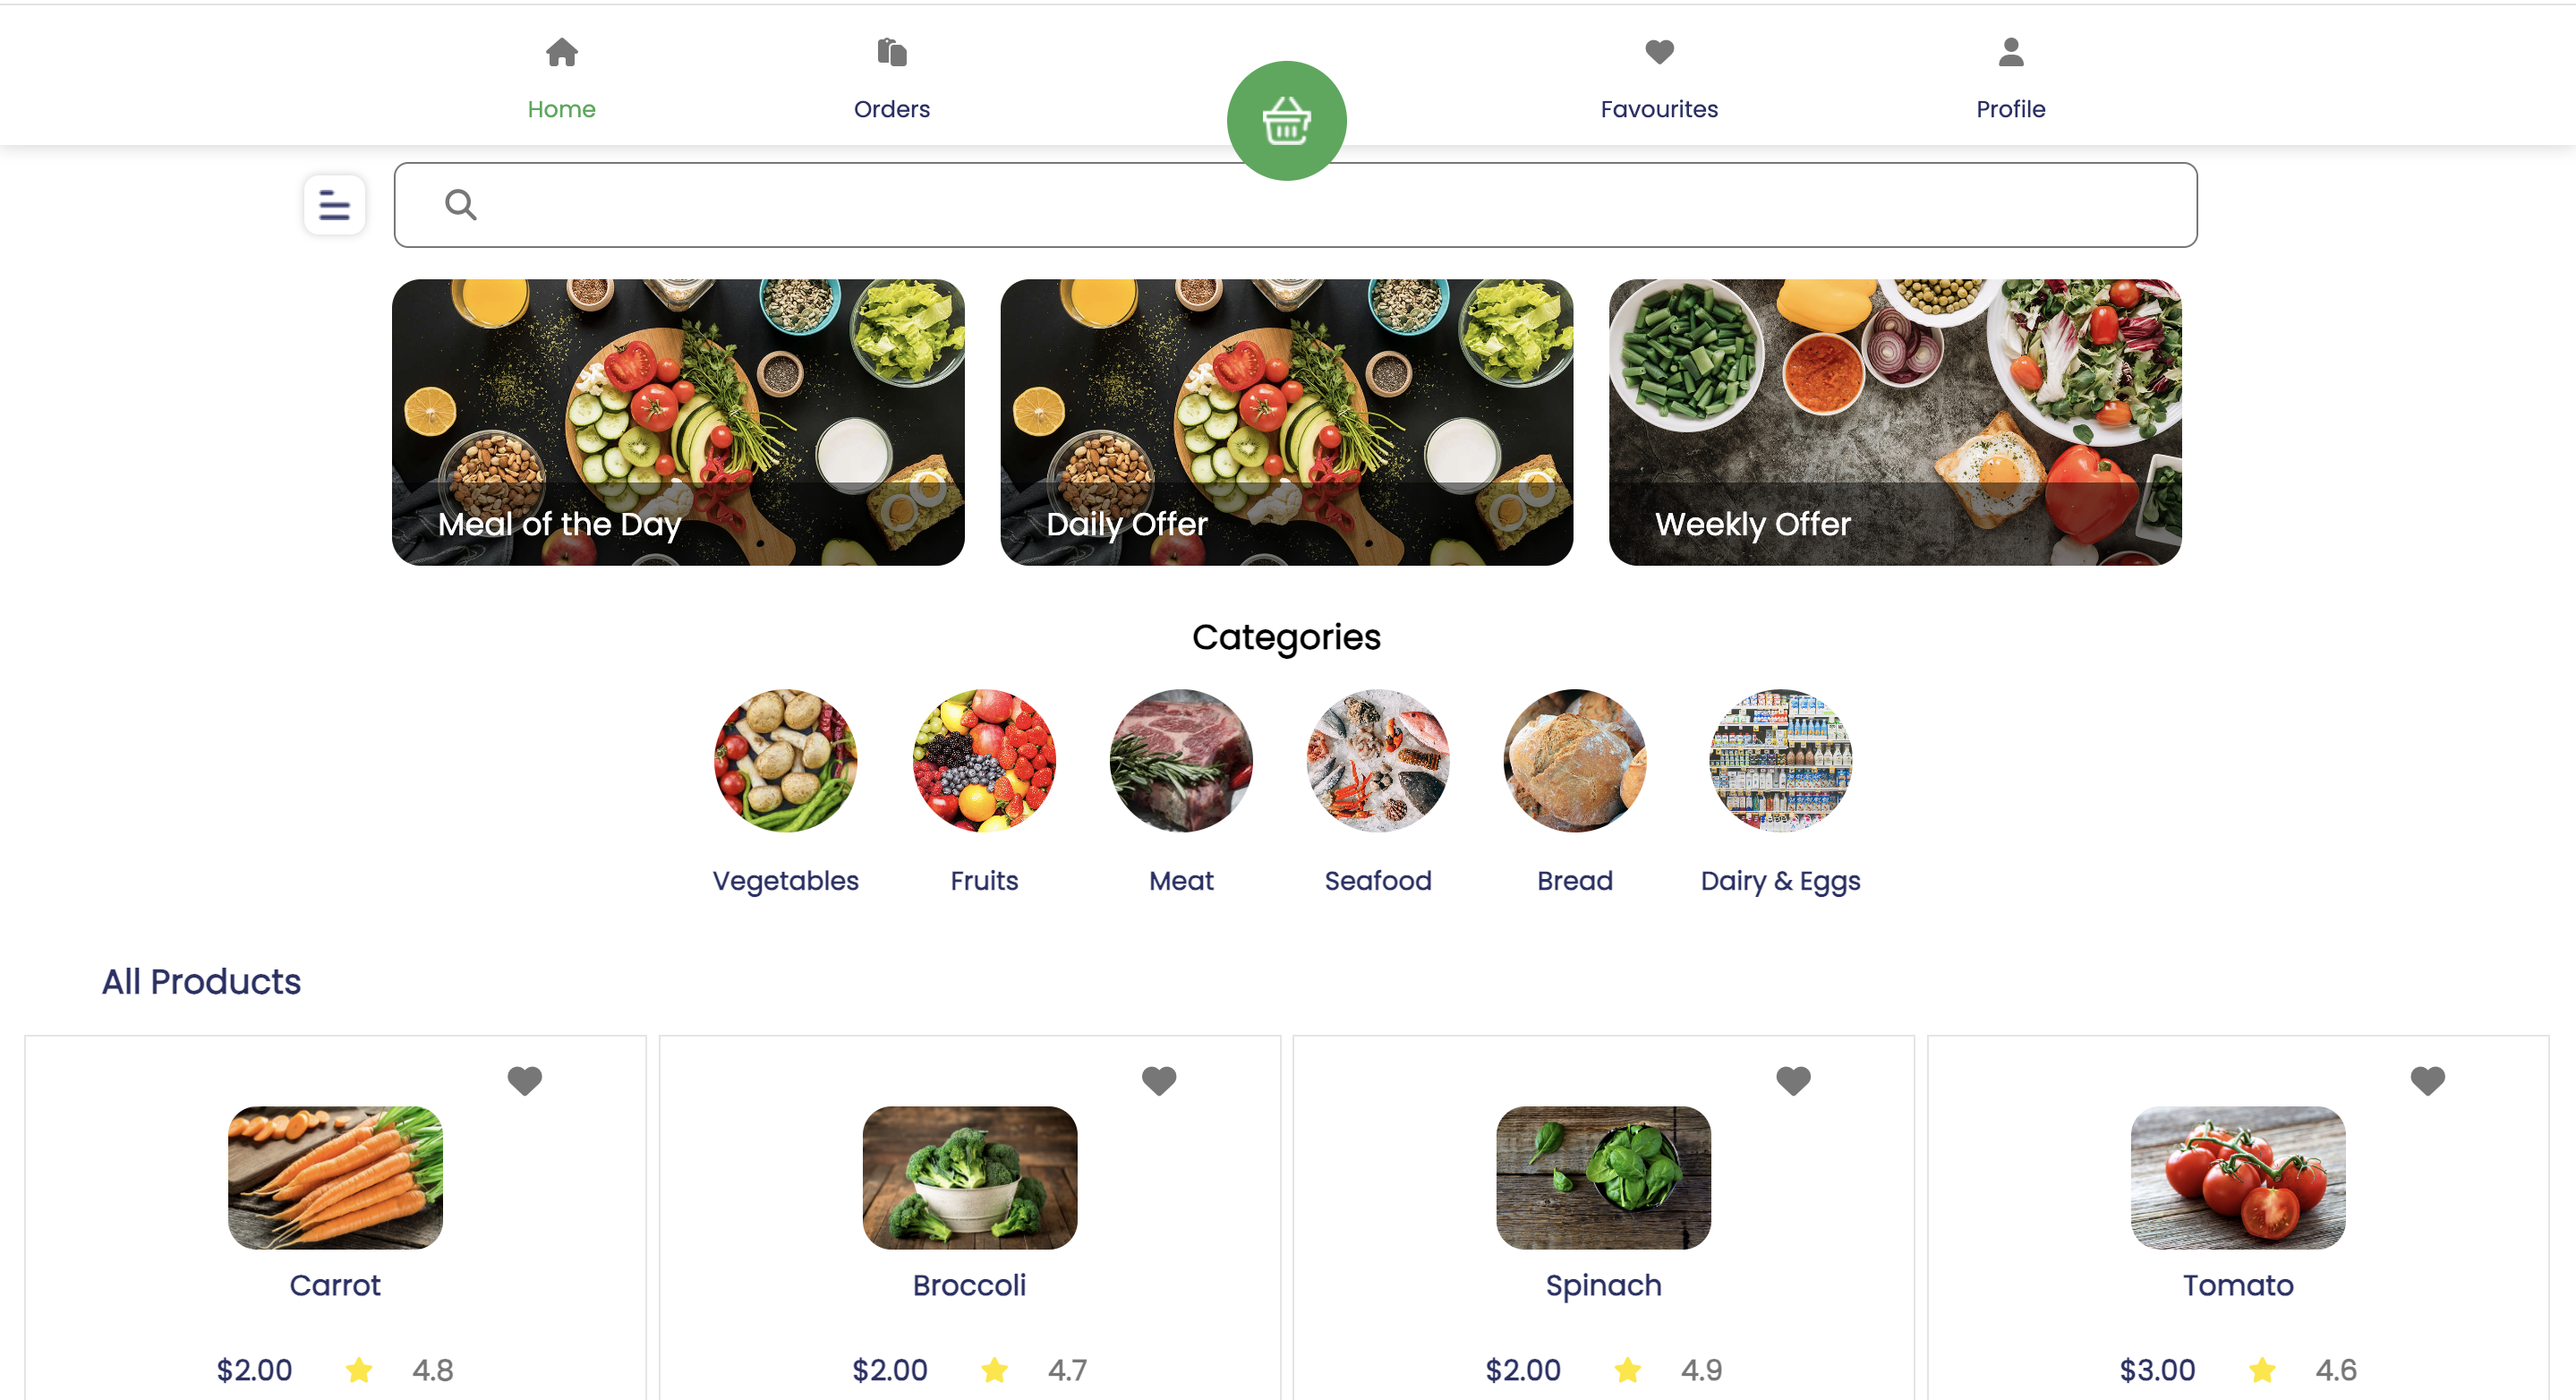 Home
Orders
Favourites
Profile
Meal of the Day
Daily Offer
Weekly Offer
Categories
Vegetables
Fruits
Meat
Seafood
Bread
Dairy & Eggs
All Products
Carrot
Broccoli
Spinach
Tomato
$2.00 4.8
$2.00 4.7
$2.00 4.9
$3.00 4.6